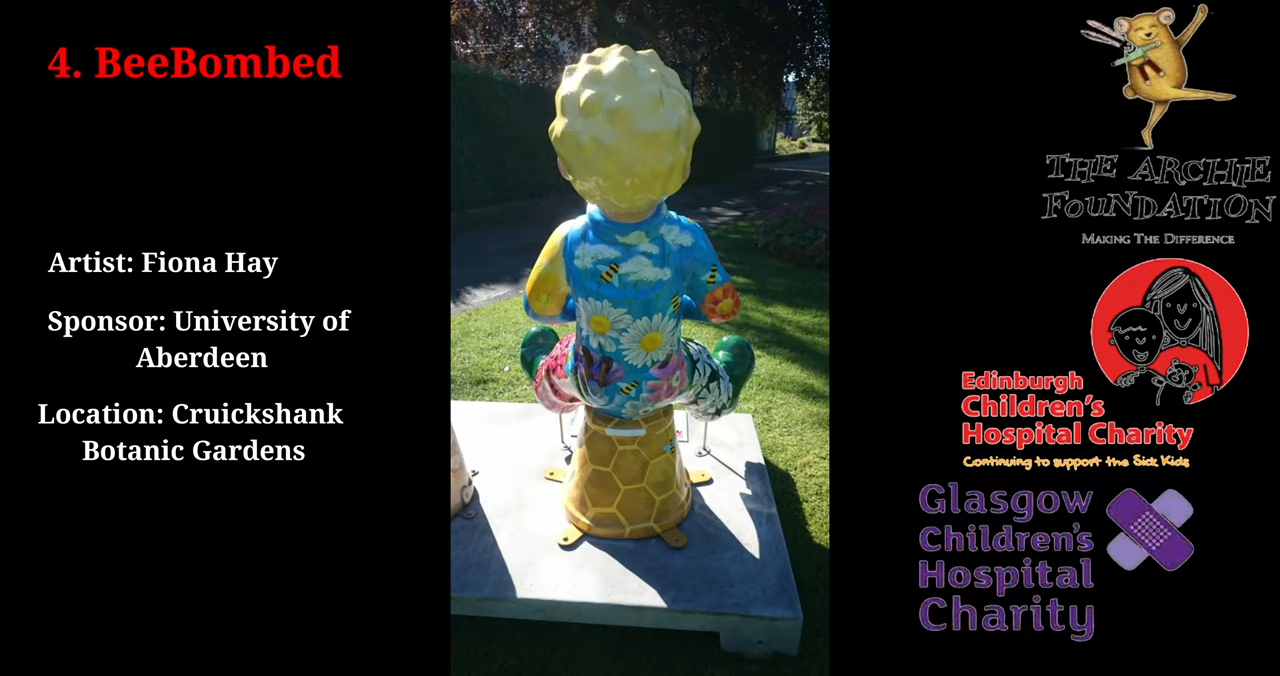 4. BeeBombed
Artist: Fiona Hay
Sponsor: University of
Aberdeen
Location: Cruickshank
Botanic Gardens
THE ARCHIE
FOUNDATION
MAKING THE DIFFERENCE
Edinburgh
Children's
Hospital Charity
Continuing to support the Sick Kids
Glasgow
Children's
Hospital
Charity